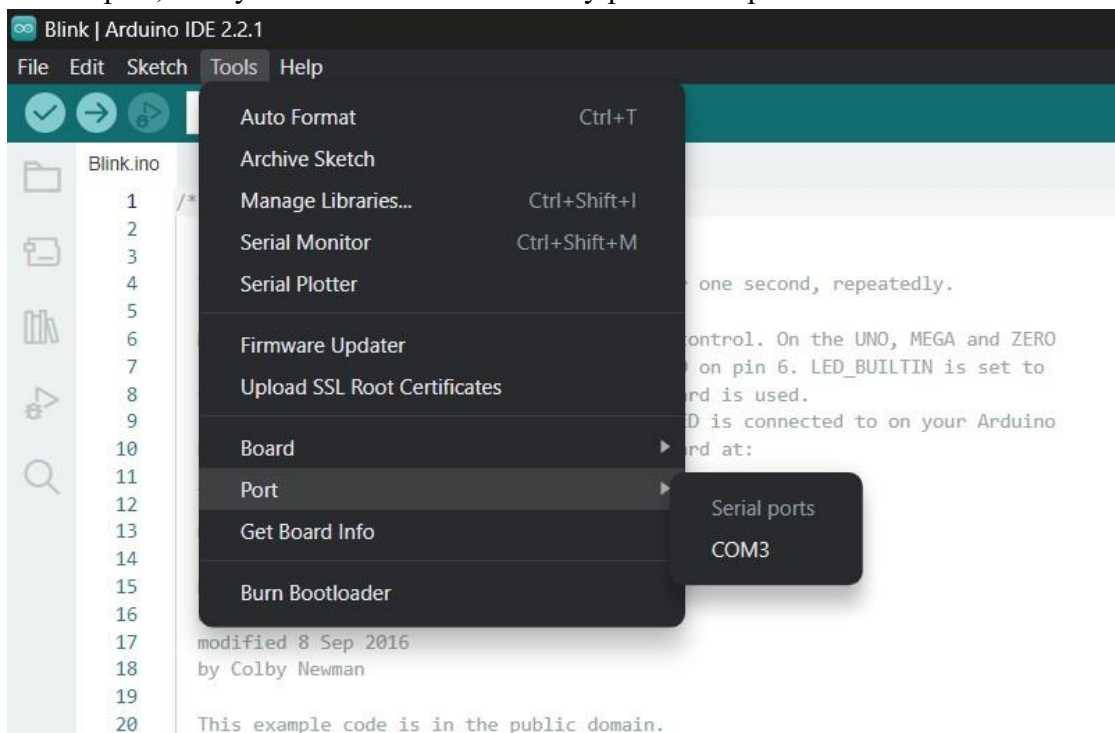 Blink | Arduino IDE 2.2.1
File Edit Sketch Tools Help
Blink.ino
Auto Format Ctrl+T
Archive Sketch
Manage Libraries... Ctrl+Shift+I
Serial Monitor Ctrl+Shift+M
Serial Plotter
Firmware Updater
Upload SSL Root Certificates
Board
Port
Get Board Info
Burn Bootloader
Serial ports
COM3
1 /*
2
3
4 one second, repeatedly.
5
6 ontrol. On the UNO, MEGA and ZERO
7 on pin 6. LED_BUILTIN is set to
8 rd is used.
9 D is connected to on your Arduino
10 rd at:
11
12
13
14
15
16
17 modified 8 Sep 2016
18 by Colby Newman
19
20 This example code is in the public domain.